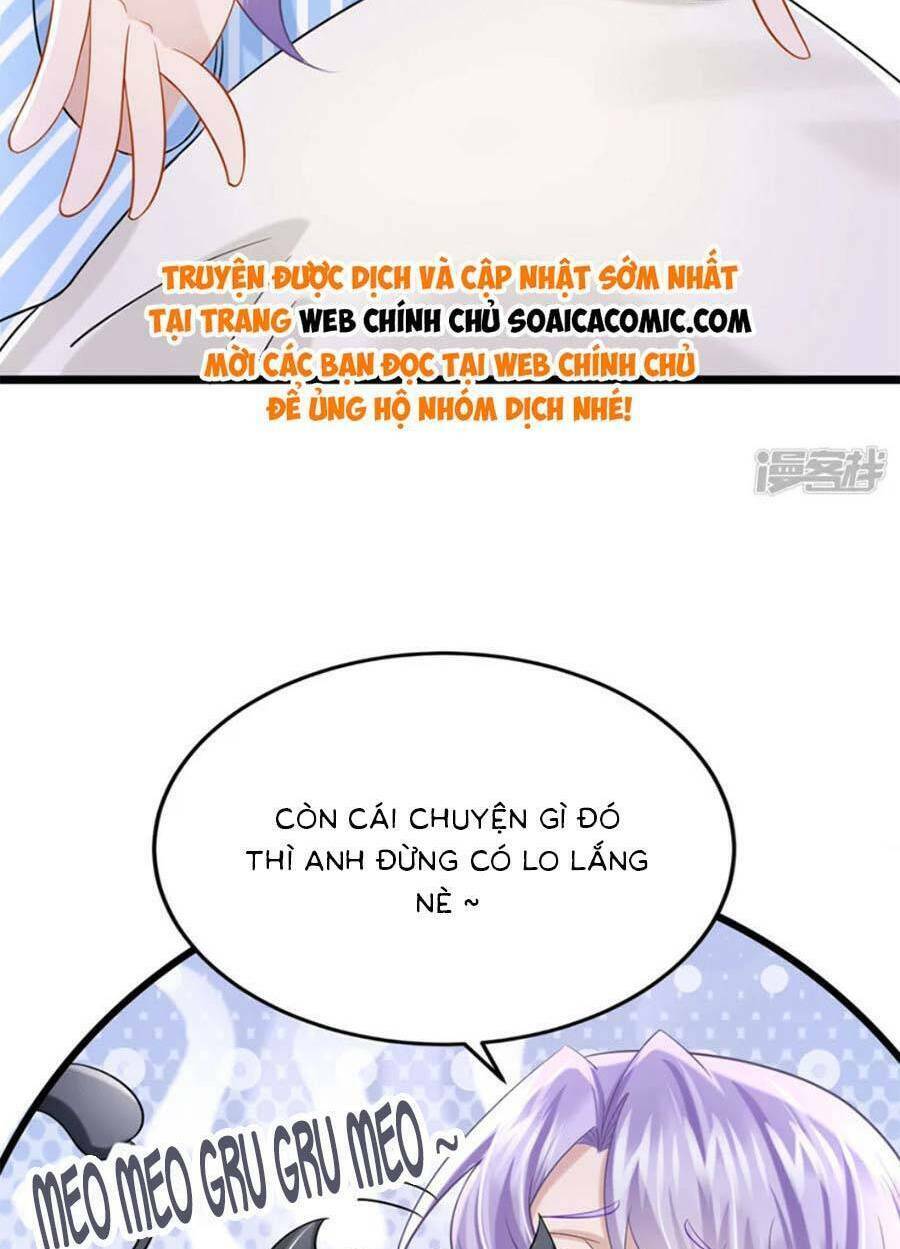 TRUYỆN ĐƯỢC DỊCH VÀ CẬP NHẬT SỚM NHẤT
TẠI TRANG WEB CHÍNH CHỦ SOAICACOMIC.COM
MỜI CÁC BẠN ĐỌC TẠI WEB CHÍNH CHỦ
ĐỂ ỦNG HỘ NHÓM DỊCH NHÉ!
漫客栈
CÒN CÁI CHUYỆN GÌ ĐÓ
THÌ ANH ĐỪNG CÓ LO LẮNG
NÈ ~
MEO MEO GRU GRU MEO ~